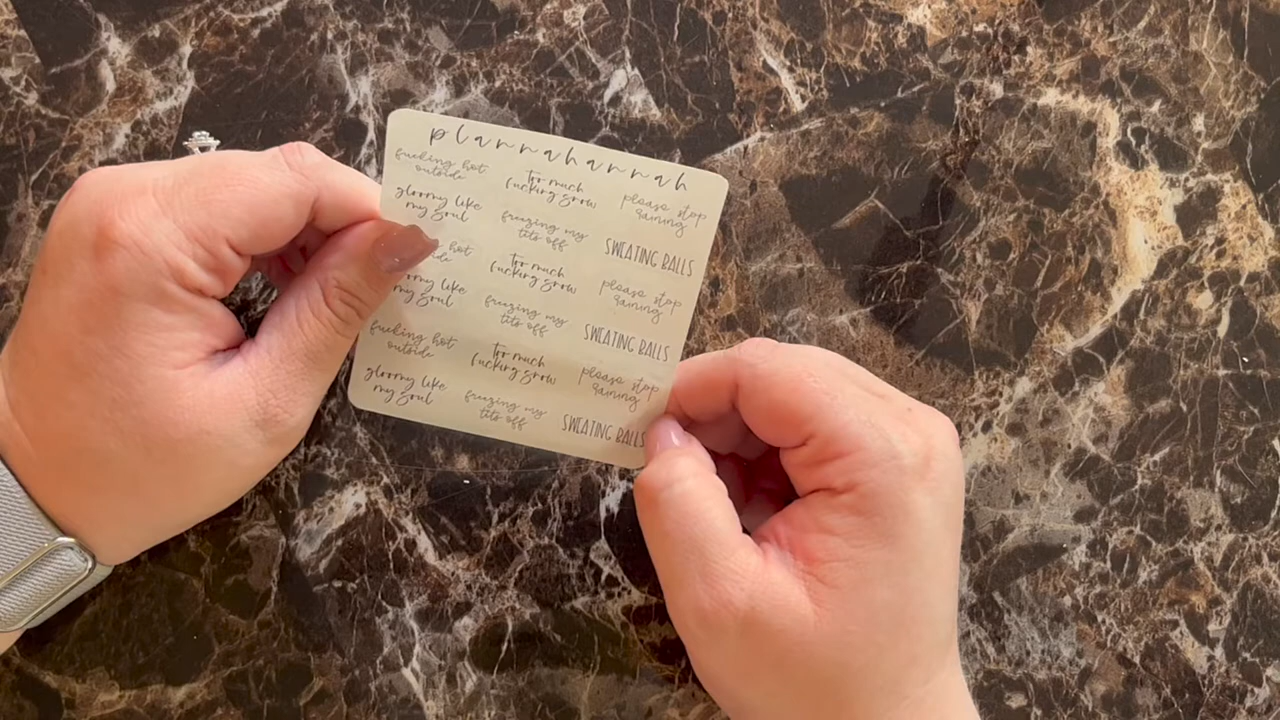 plannahannah
fucking hot
outside
too much
fucking snow
please stop
raining
gloomy like
my soul
freezing my
tits off
SWEATING BALLS
hot
too much
fucking snow
please stop
raining
my soul
like
freezing my
tits off
SWEATING BALLS
fucking hot
outside
too much
fucking snow
please stop
raining
gloomy like
my soul
freezing my
tits off
SWEATING BALLS